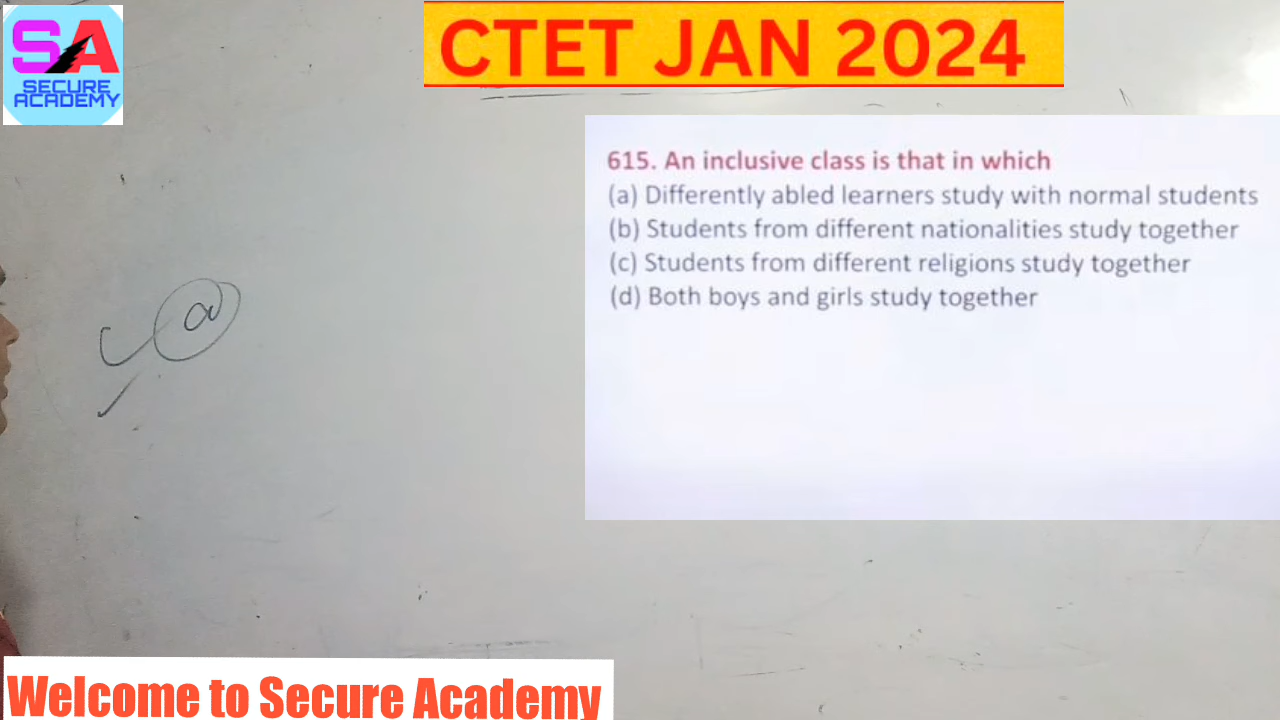 SA
SECURE
ACADEMY
CTET JAN 2024
615. An inclusive class is that in which
(a) Differently abled learners study with normal students
(b) Students from different nationalities study together
(c) Students from different religions study together
(d) Both boys and girls study together
a
Welcome to Secure Academy